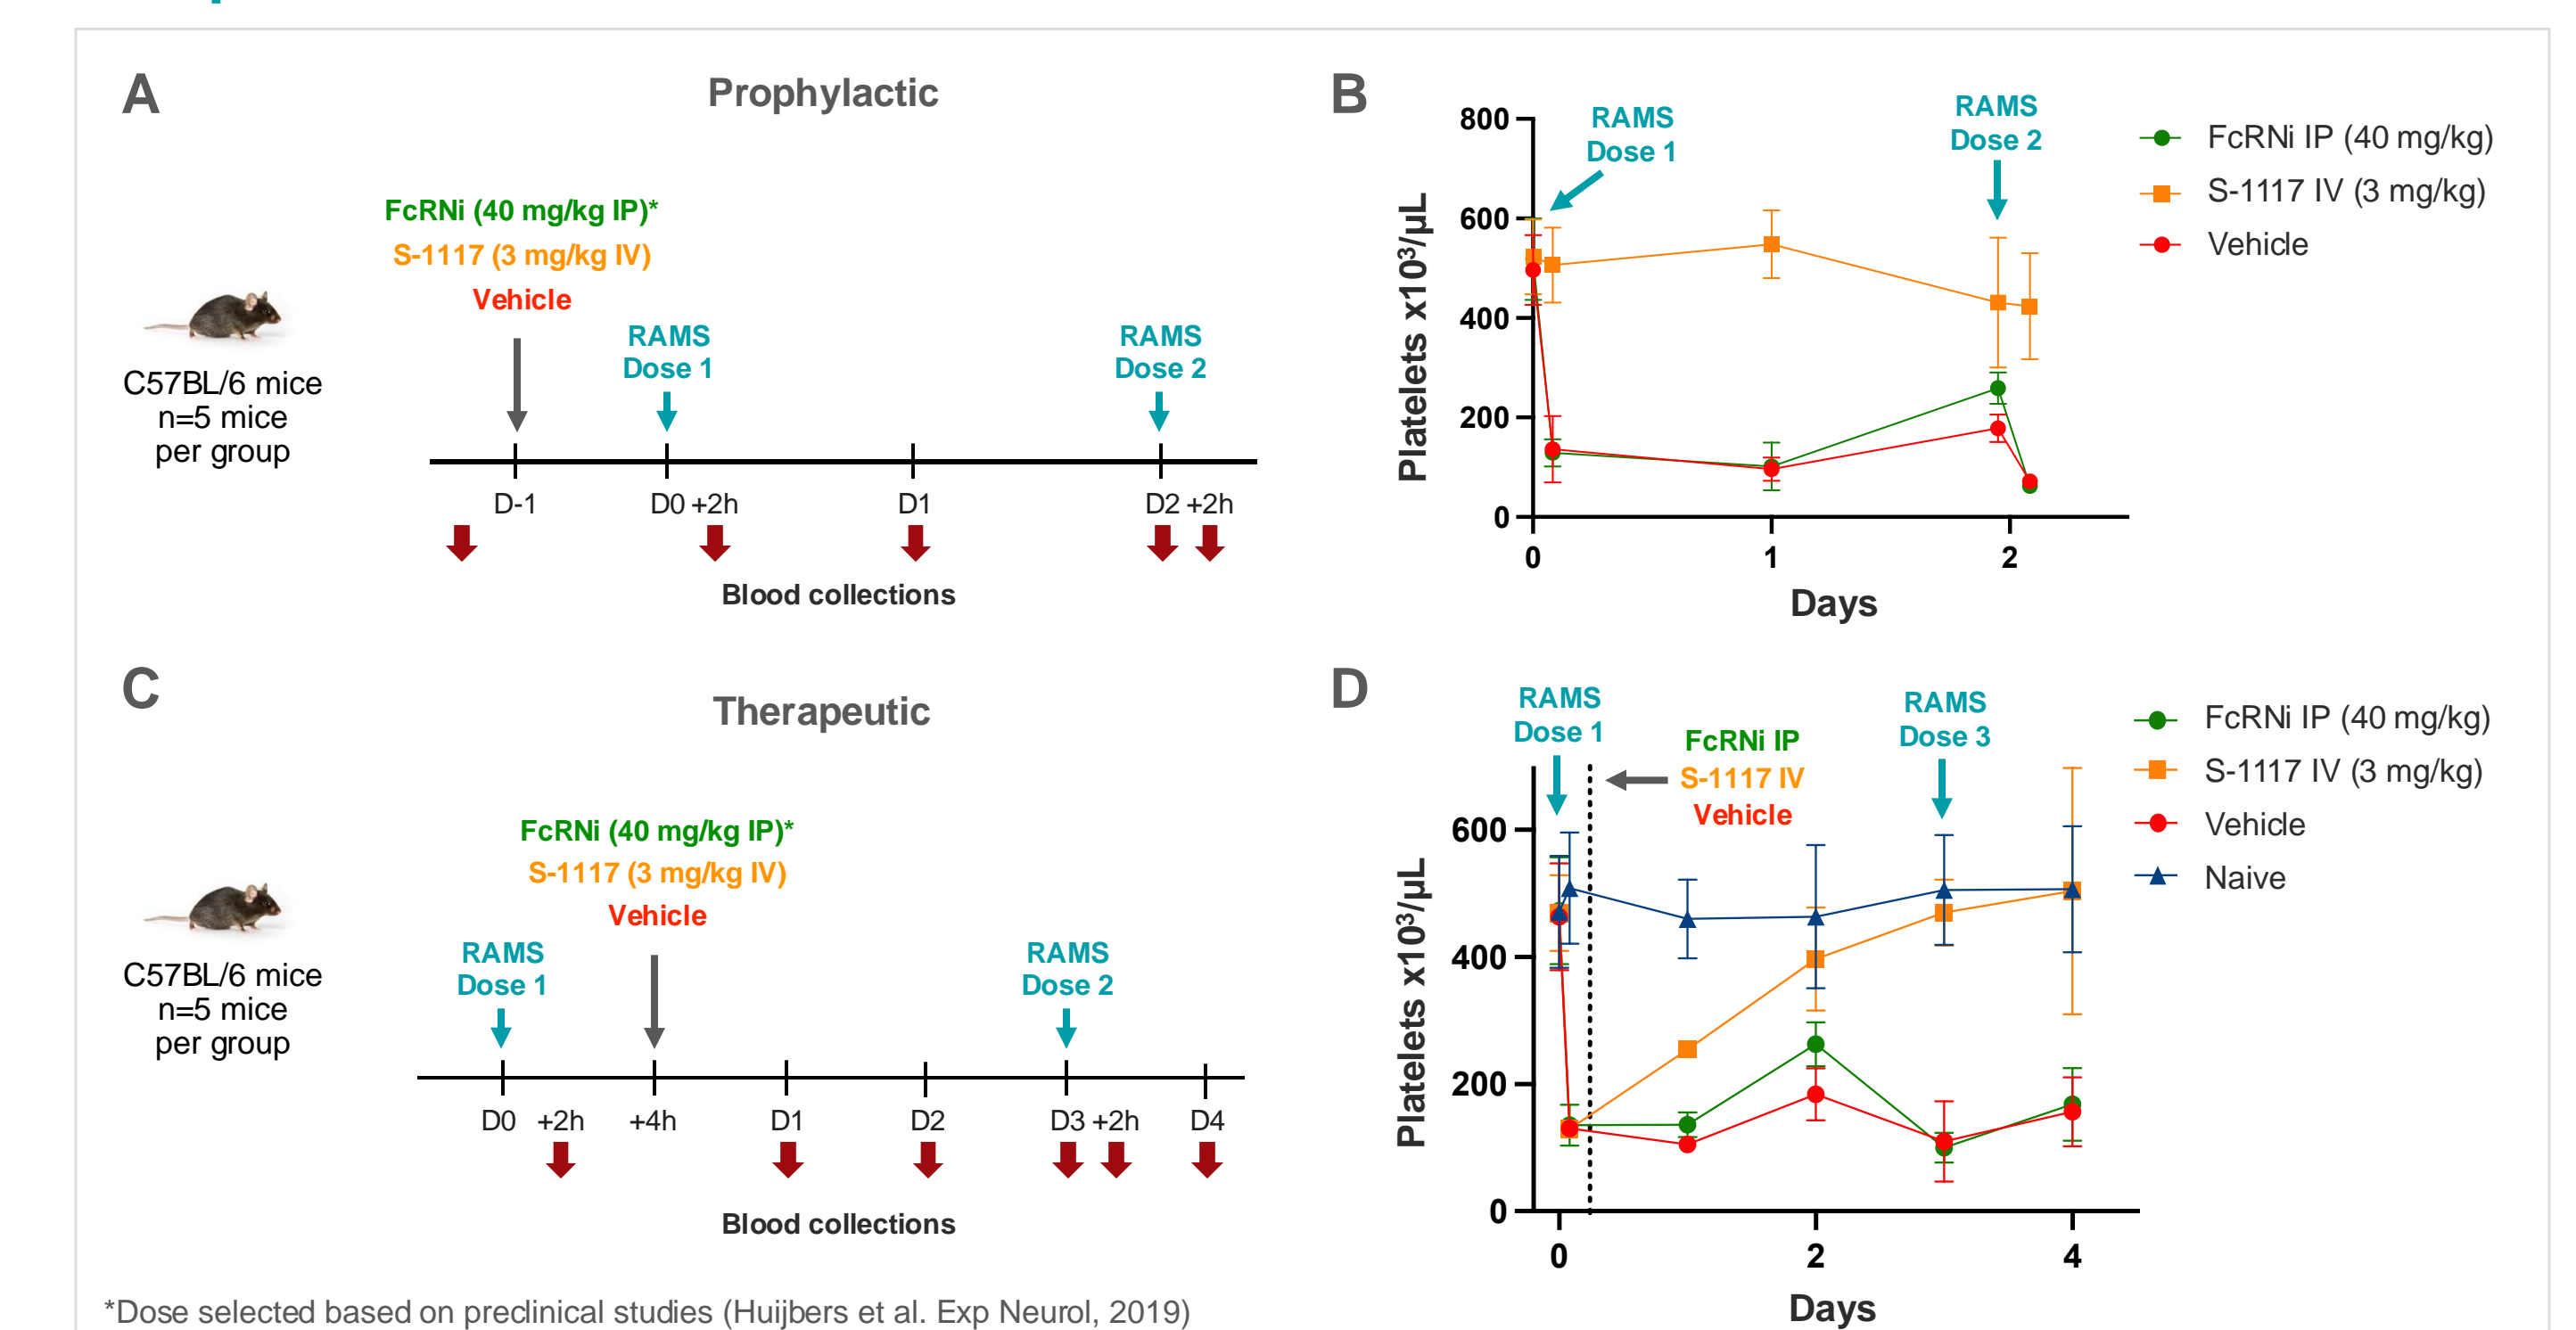 A
Prophylactic
FcRNi (40 mg/kg IP)*
S-1117 (3 mg/kg IV)
Vehicle
RAMS
Dose 1
RAMS
Dose 2
C57BL/6 mice
n=5 mice
per group
D-1
D0 +2h
D1
D2 +2h
Blood collections
B
RAMS
Dose 1
RAMS
Dose 2
FcRNi IP (40 mg/kg)
S-1117 IV (3 mg/kg)
Vehicle
Platelets x10³/µL
800
600
400
200
0
0
1
2
Days
C
Therapeutic
FcRNi (40 mg/kg IP)*
S-1117 (3 mg/kg IV)
Vehicle
RAMS
Dose 1
RAMS
Dose 2
C57BL/6 mice
n=5 mice
per group
D0
+2h
+4h
D1
D2
D3 +2h
D4
Blood collections
*Dose selected based on preclinical studies (Huijbers et al. Exp Neurol, 2019)
D
RAMS
Dose 1
FcRNi IP
S-1117 IV
Vehicle
RAMS
Dose 3
FcRNi IP (40 mg/kg)
S-1117 IV (3 mg/kg)
Vehicle
Naive
Platelets x10³/µL
600
400
200
0
0
2
4
Days